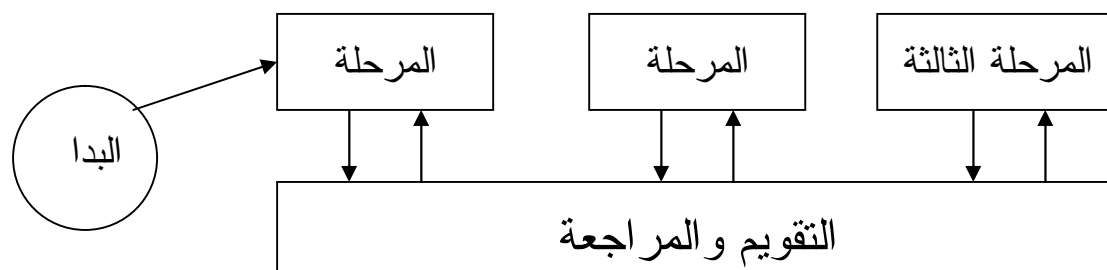 المرحلة الثالثة
المرحلة
المرحلة
البدا
التقويم والمراجعة